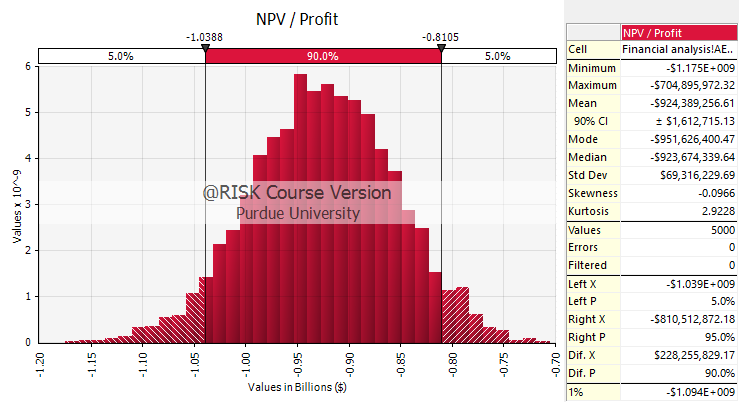 NPV / Profit
-1.0388 -0.8105
5.0% 90.0% 5.0%
6
5
4
3
2
1
0
Values x 10^-9
@RISK Course Version
Purdue University
-1.20 -1.15 -1.10 -1.05 -1.00 -0.95 -0.90 -0.85 -0.80 -0.75 -0.70
Values in Billions ($)
NPV / Profit
Cell Financial analysis!AE..
Minimum -$1.175E+009
Maximum -$704,895,972.32
Mean -$924,389,256.61
90% CI ± $1,612,715.13
Mode -$951,626,400.47
Median -$923,674,339.64
Std Dev $69,316,229.69
Skewness -0.0966
Kurtosis 2.9228
Values 5000
Errors 0
Filtered 0
Left X -$1.039E+009
Left P 5.0%
Right X -$810,512,872.18
Right P 95.0%
Dif. X $228,255,829.17
Dif. P 90.0%
1% -$1.094E+009